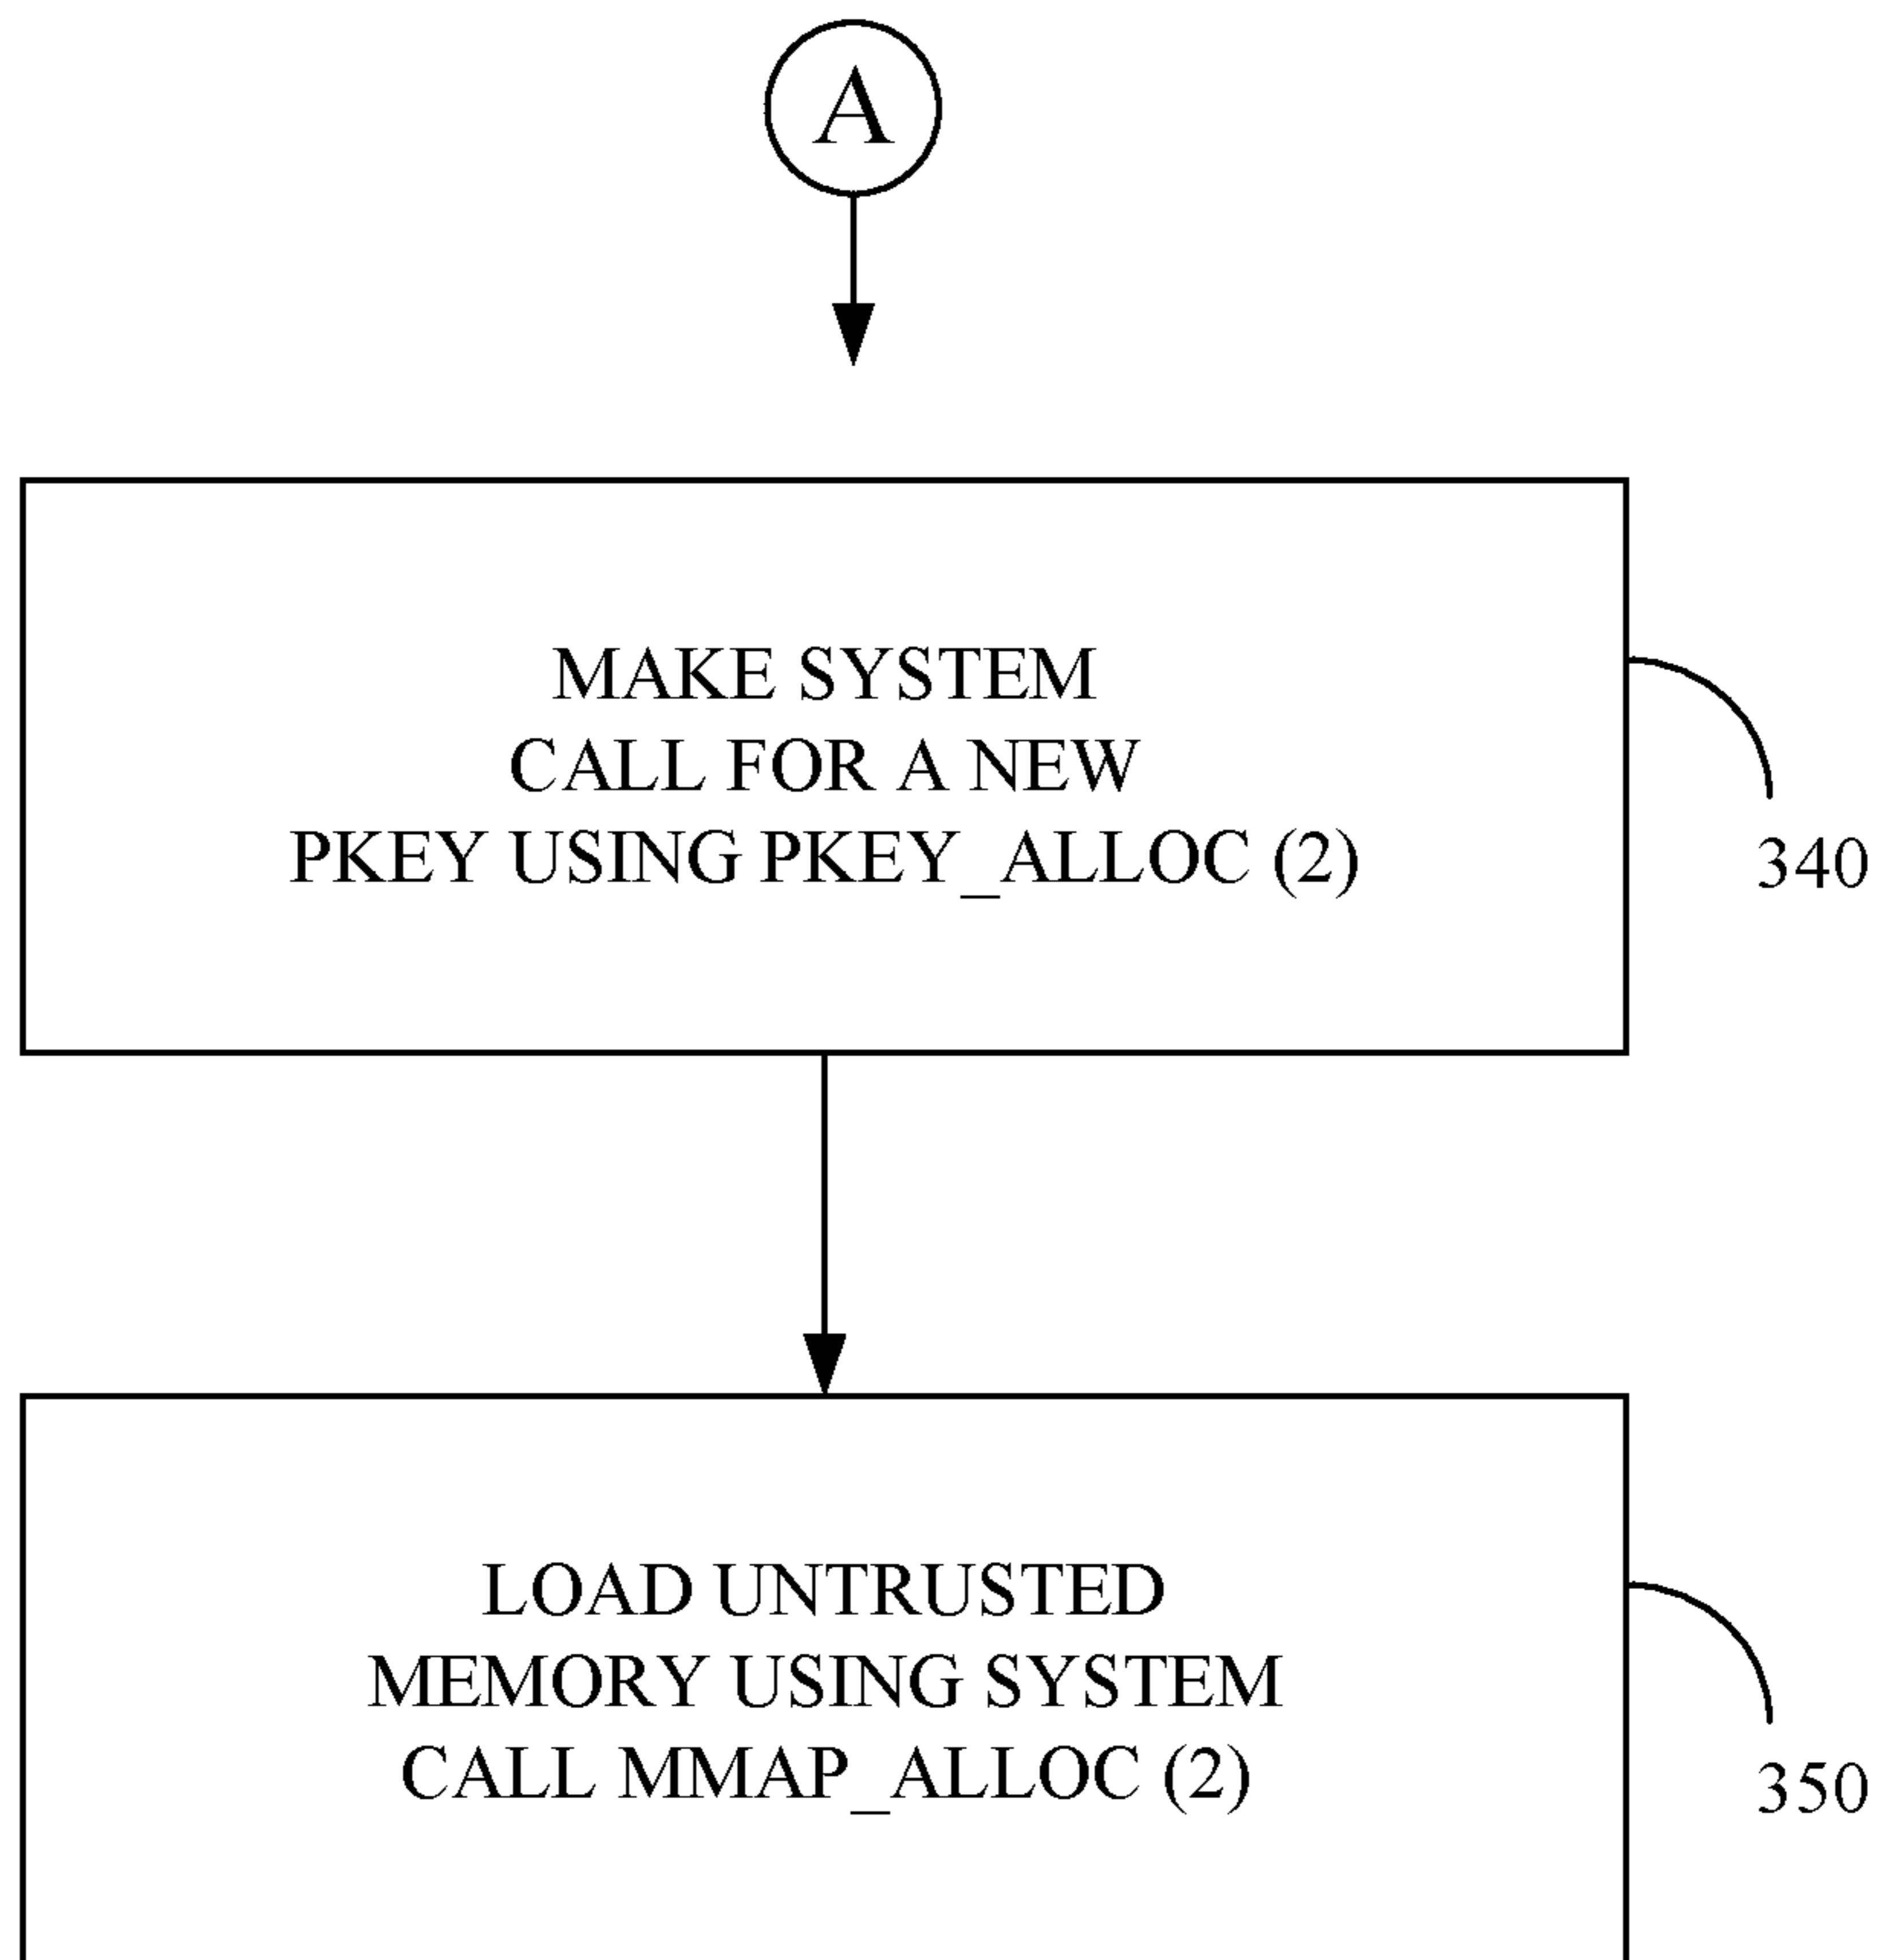 A
MAKE SYSTEM
CALL FOR A NEW
PKEY USING PKEY_ALLOC (2)
340
LOAD UNTRUSTED
MEMORY USING SYSTEM
CALL MMAP_ALLOC (2)
350